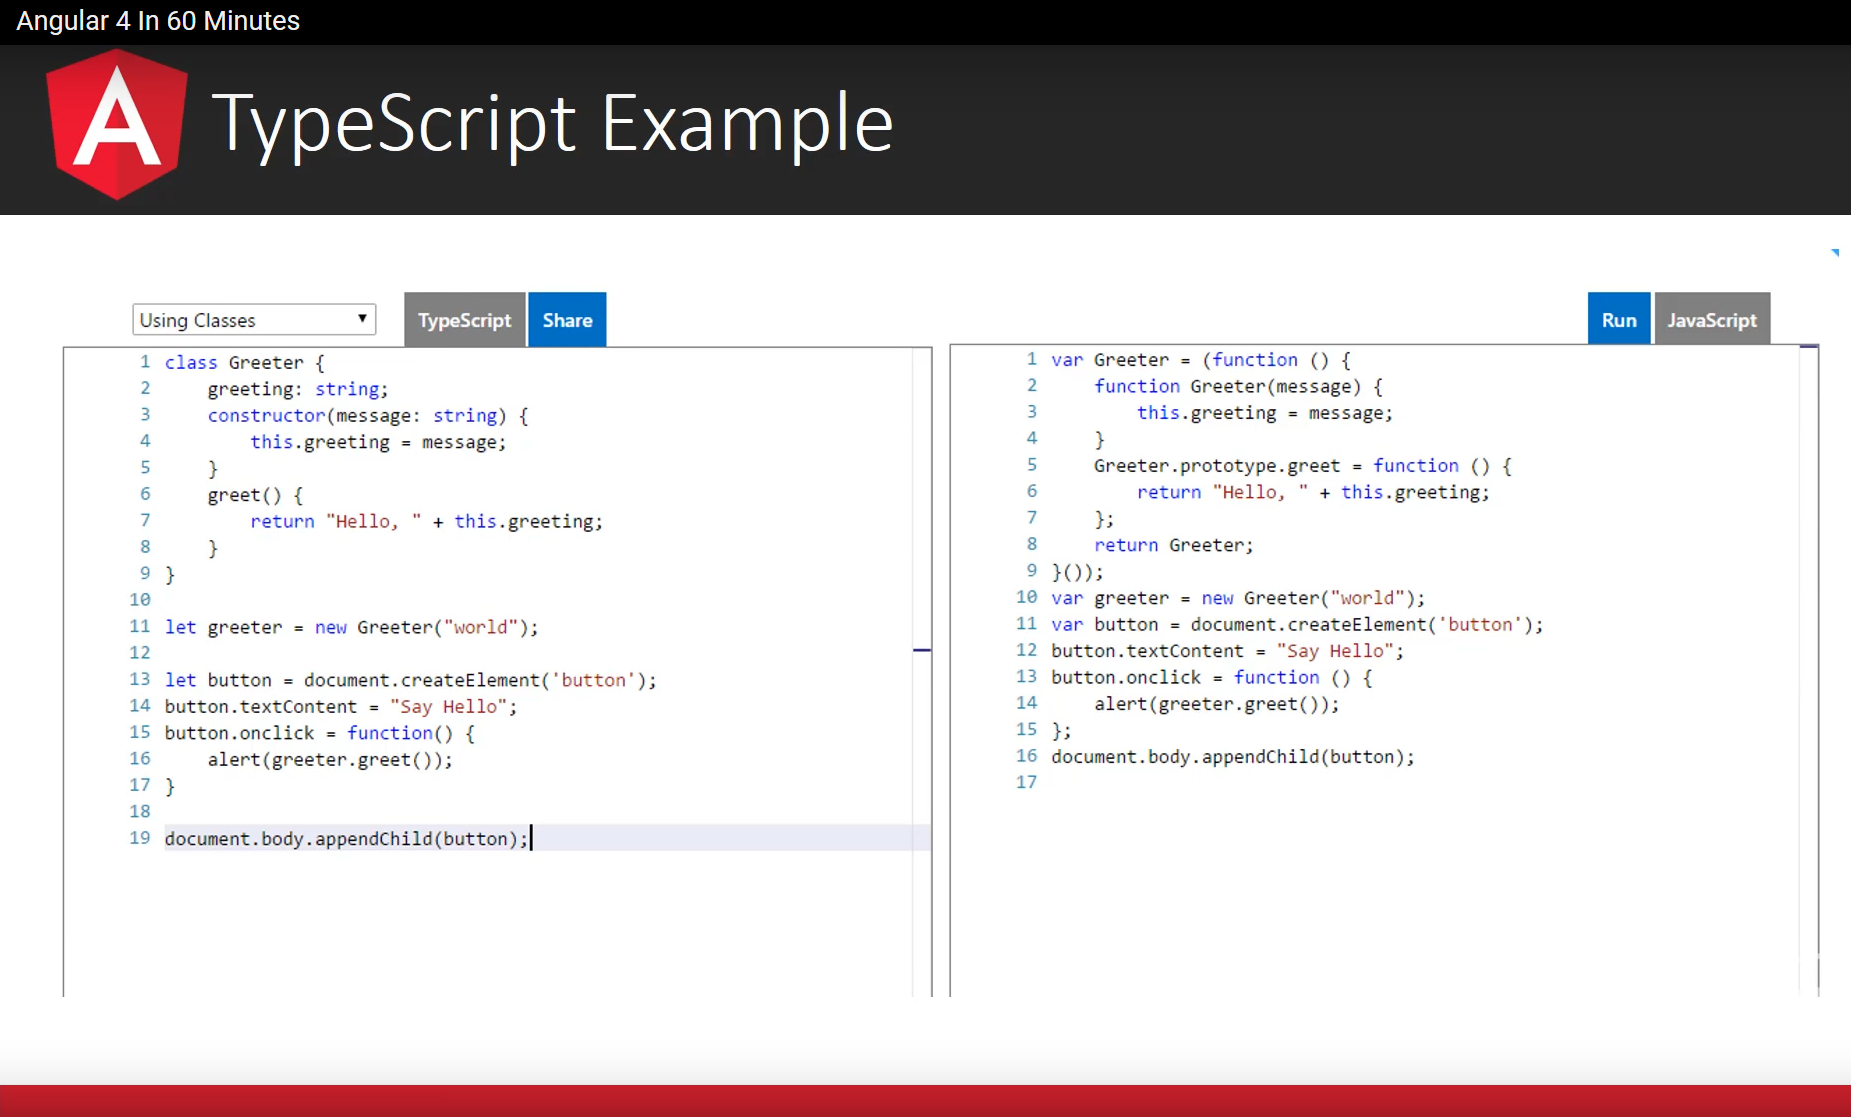 Angular 4 In 60 Minutes
A TypeScript Example
Using Classes TypeScript Share
1 class Greeter {
2     greeting: string;
3     constructor(message: string) {
4         this.greeting = message;
5     }
6     greet() {
7         return "Hello, " + this.greeting;
8     }
9 }
10
11 let greeter = new Greeter("world");
12
13 let button = document.createElement('button');
14 button.textContent = "Say Hello";
15 button.onclick = function() {
16     alert(greeter.greet());
17 }
18
19 document.body.appendChild(button);
Run JavaScript
1 var Greeter = (function () {
2     function Greeter(message) {
3         this.greeting = message;
4     }
5     Greeter.prototype.greet = function () {
6         return "Hello, " + this.greeting;
7     };
8     return Greeter;
9 }());
10 var greeter = new Greeter("world");
11 var button = document.createElement('button');
12 button.textContent = "Say Hello";
13 button.onclick = function () {
14     alert(greeter.greet());
15 };
16 document.body.appendChild(button);
17